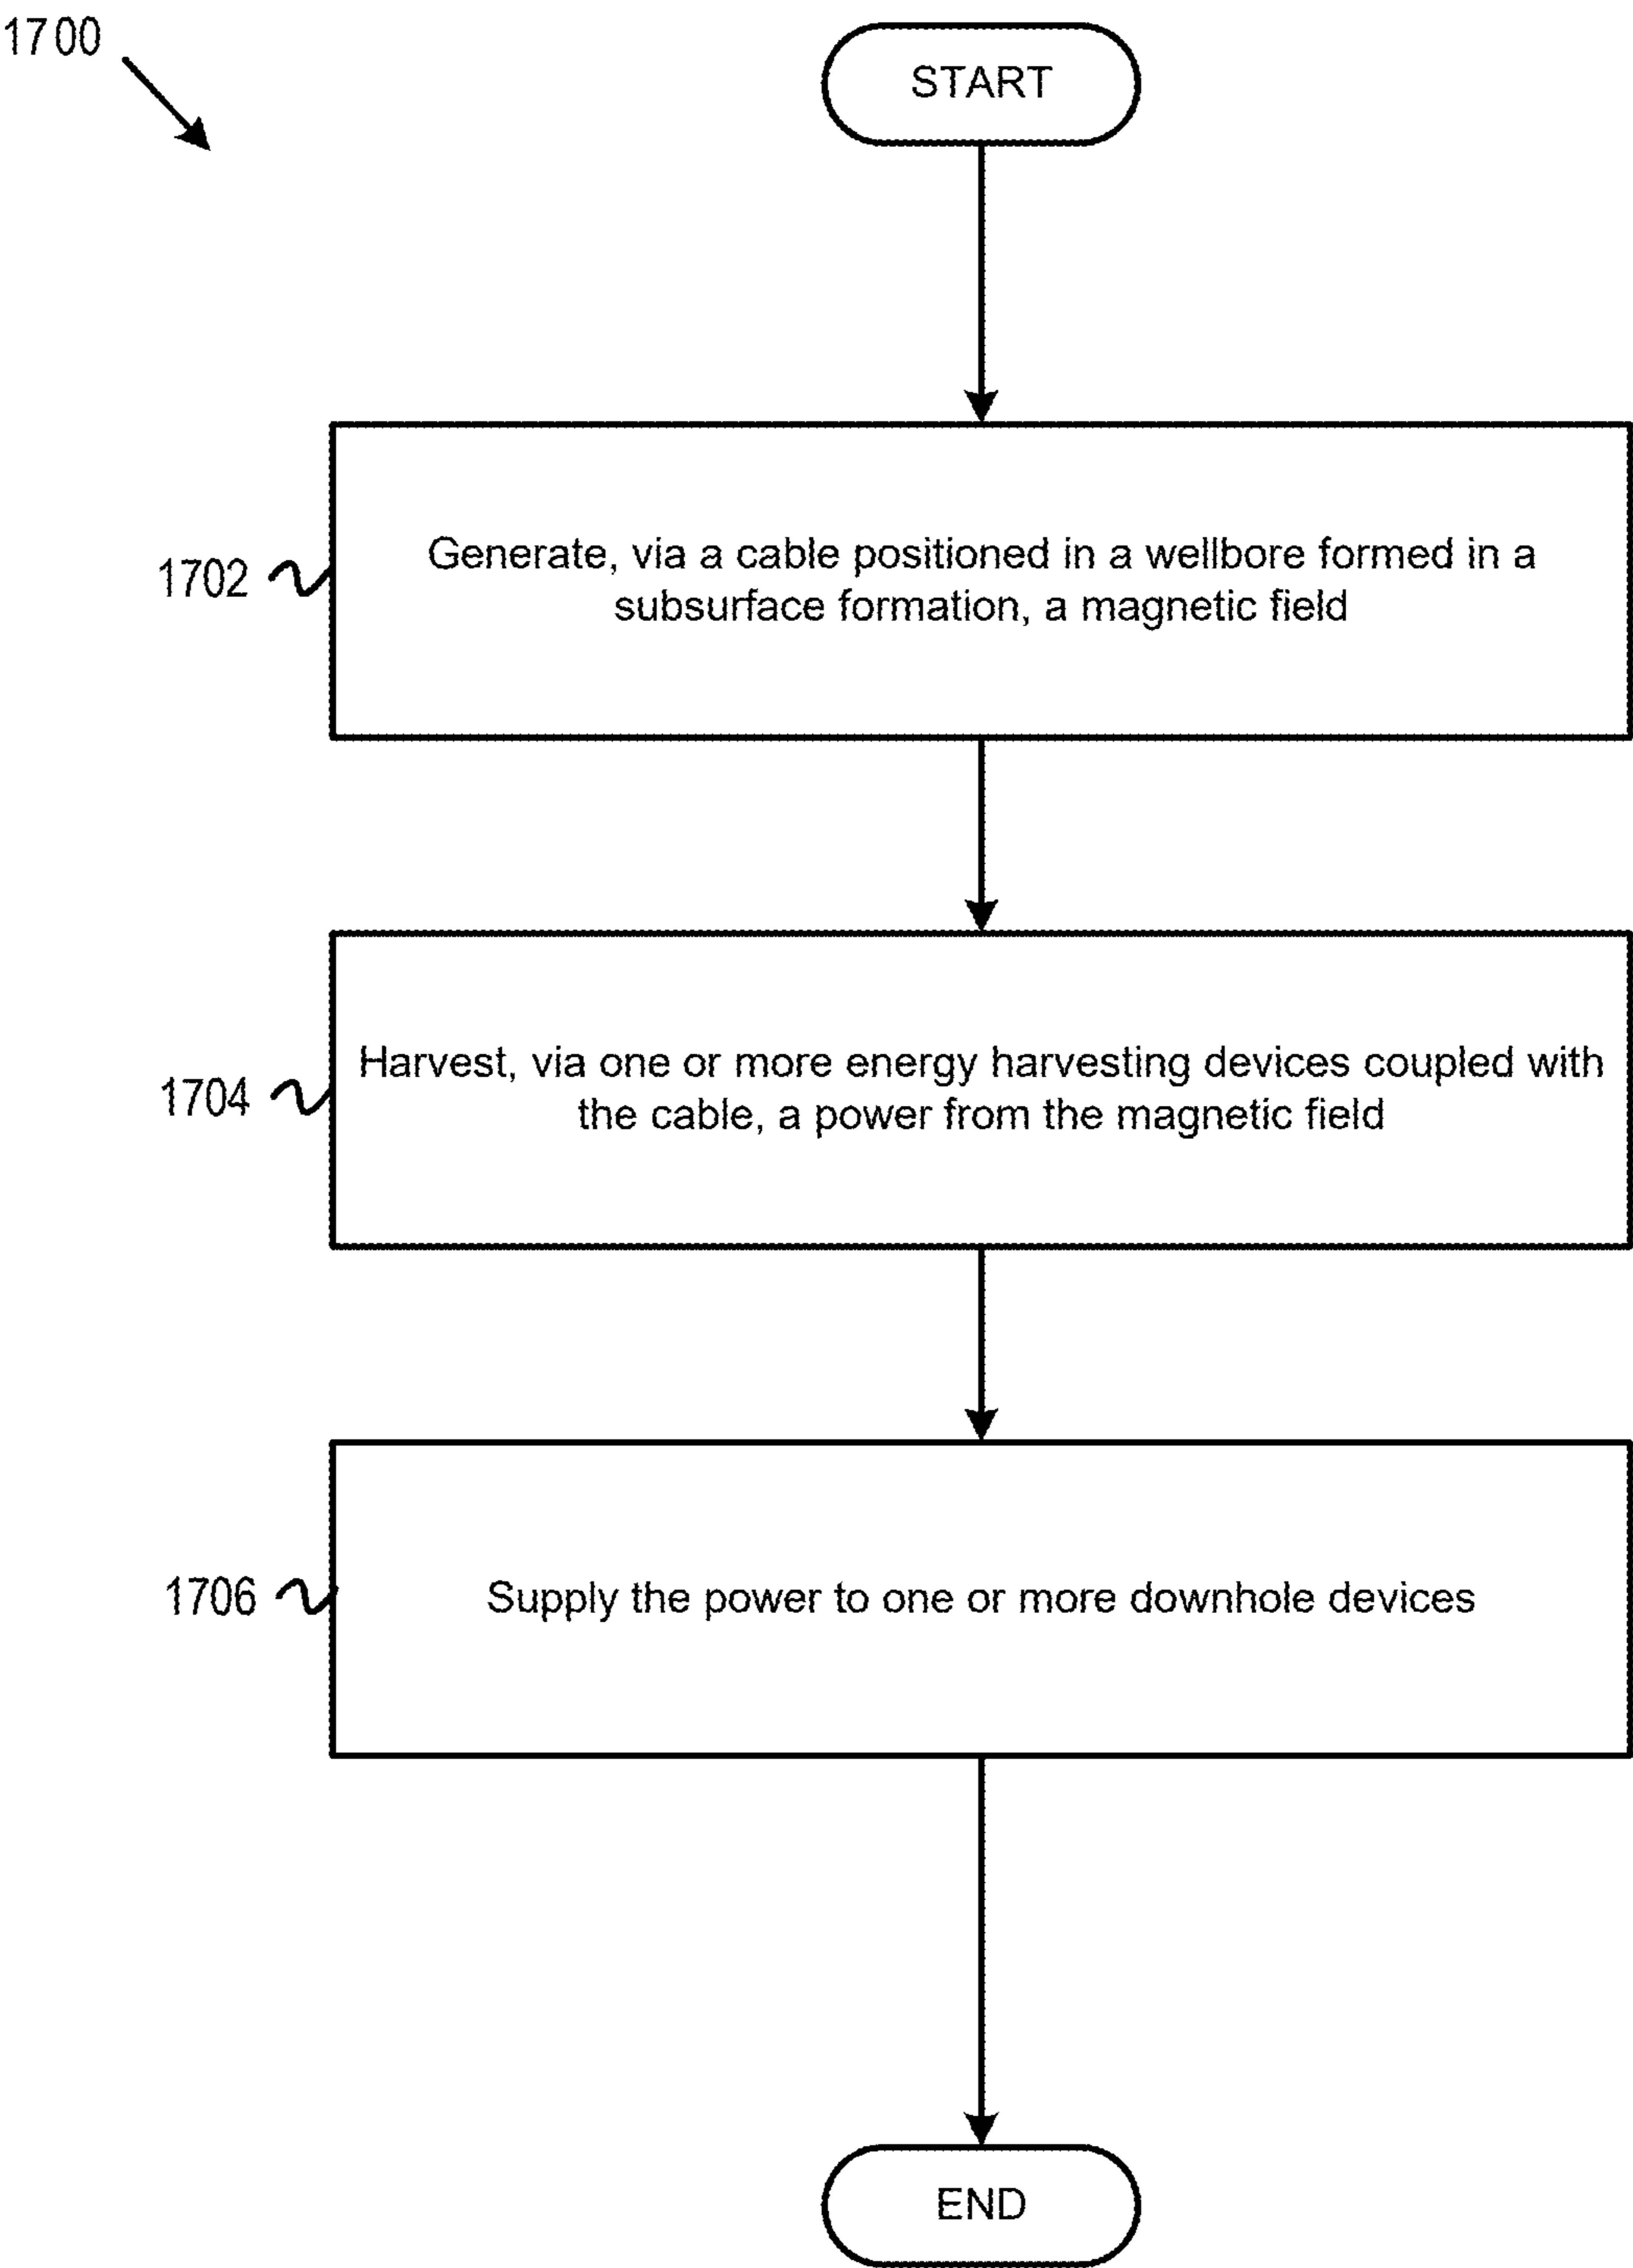 1700
START
1702
Generate, via a cable positioned in a wellbore formed in a
subsurface formation, a magnetic field
1704
Harvest, via one or more energy harvesting devices coupled with
the cable, a power from the magnetic field
1706
Supply the power to one or more downhole devices
END